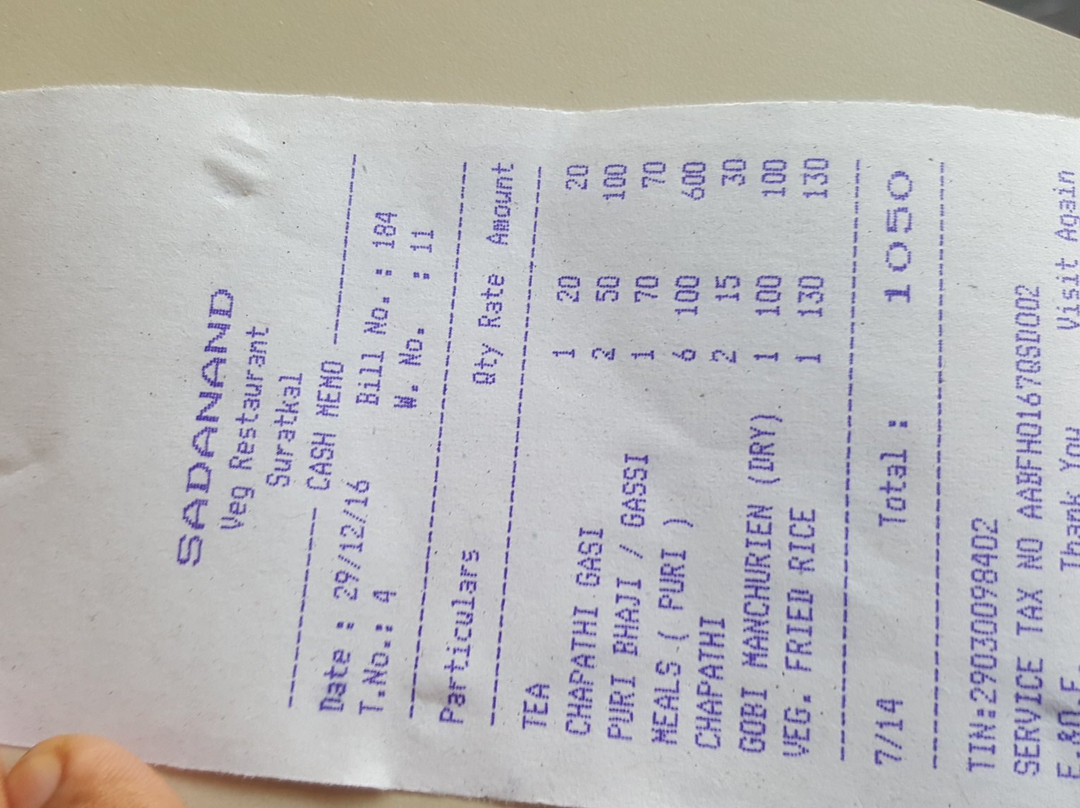 SADANAND
Veg Restaurant
Suratkal
CASH MEMO
Date : 29/12/16 Bill No. : 184
T.No.: 4 W. No. : 11
Particulars Qty Rate Amount
TEA 1 20 20
CHAPATHI GASI 2 50 100
PURI BHAJI / GASSI 1 70 70
MEALS ( PURI ) 6 100 600
CHAPATHI 2 15 30
GOBI MANCHURIEN (DRY) 1 100 100
VEG. FRIED RICE 1 130 130
7/14 Total : 1050
TIN:29030098402
SERVICE TAX NO AABFH0167QSD002
E.&O.E. Thank You Visit Again